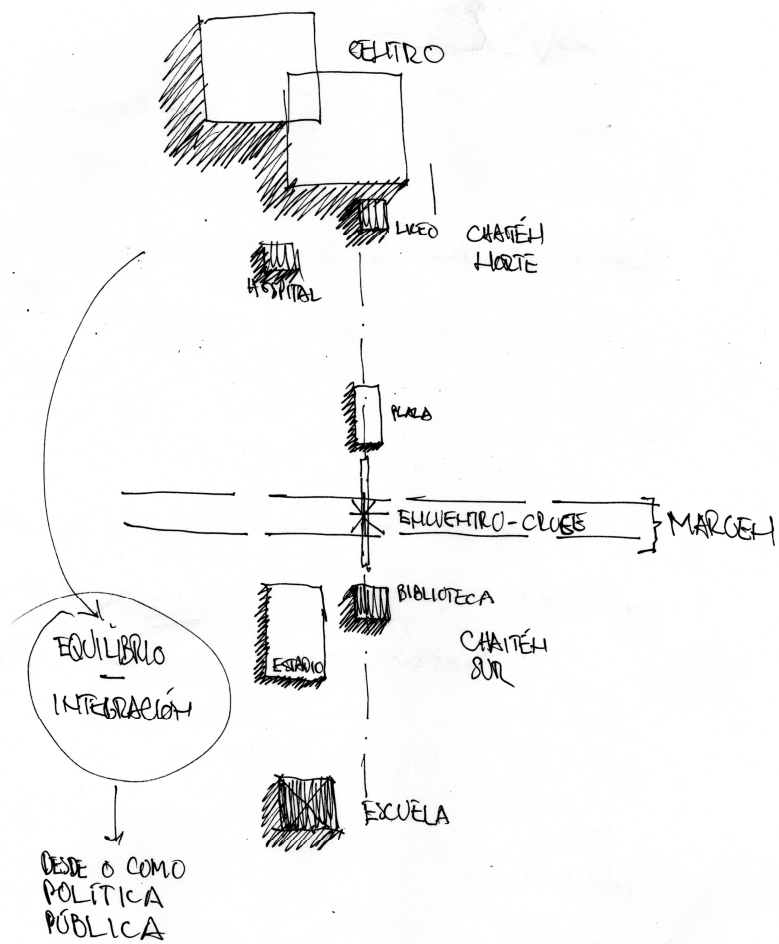 CENTRO
LICEO
CHAITÉN
NORTE
HOSPITAL
PLAZA
ENCUENTRO-CRUCE
MARGEN
BIBLIOTECA
ESTADIO
CHAITÉN
SUR
EQUILIBRIO
—
INTEGRACIÓN
ESCUELA
DESDE O COMO
POLÍTICA
PÚBLICA